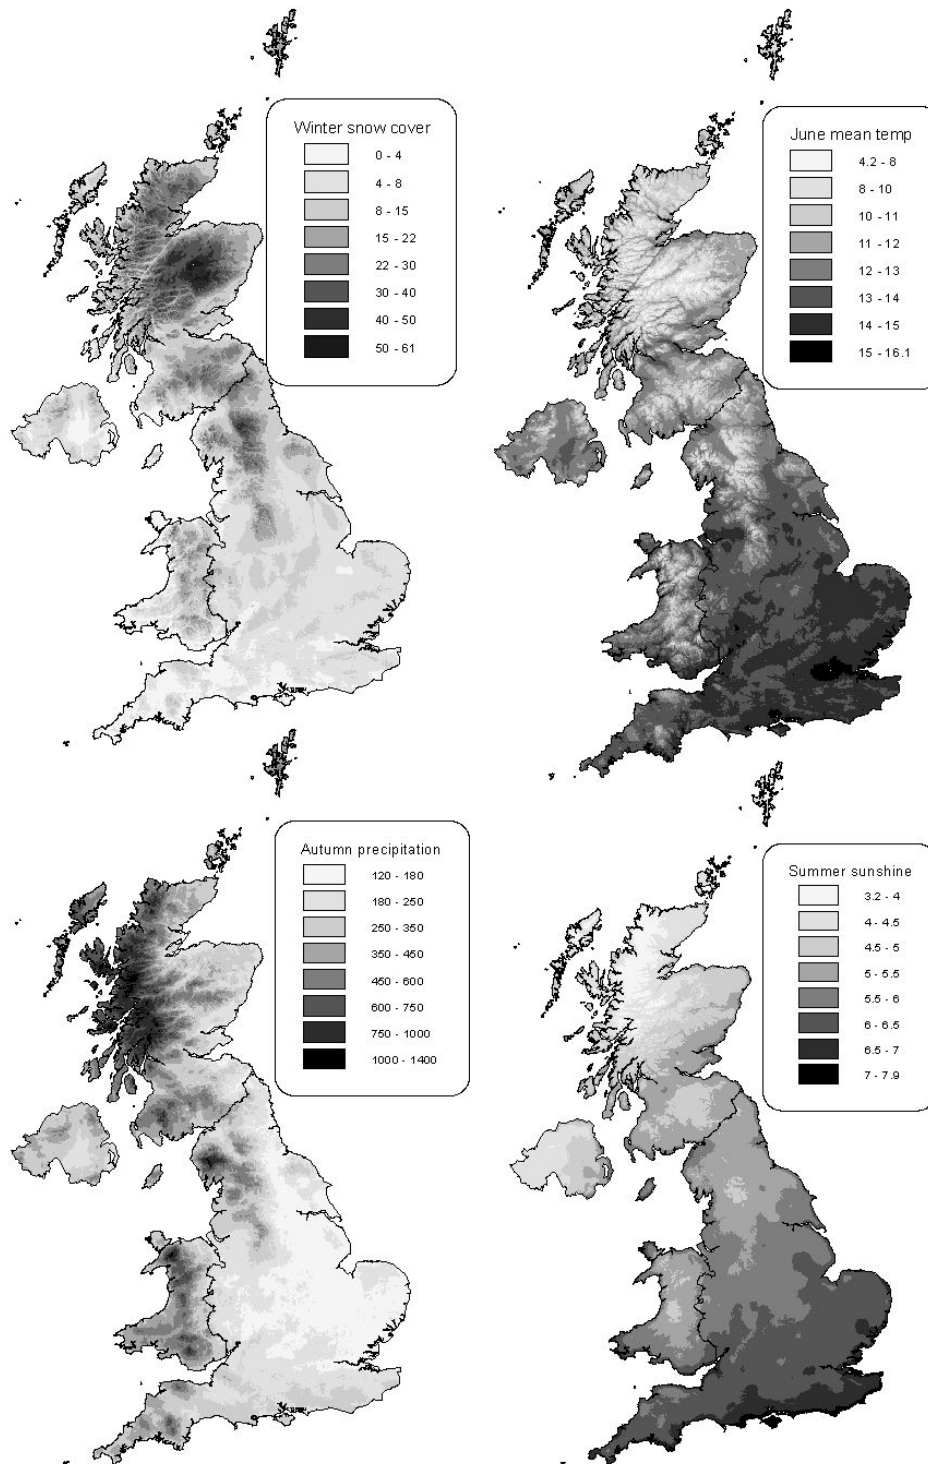 Winter snow cover
0 - 4
4 - 8
8 - 15
15 - 22
22 - 30
30 - 40
40 - 50
50 - 61
June mean temp
4.2 - 8
8 - 10
10 - 11
11 - 12
12 - 13
13 - 14
14 - 15
15 - 16.1
Autumn precipitation
120 - 180
180 - 250
250 - 350
350 - 450
450 - 600
600 - 750
750 - 1000
1000 - 1400
Summer sunshine
3.2 - 4
4 - 4.5
4.5 - 5
5 - 5.5
5.5 - 6
6 - 6.5
6.5 - 7
7 - 7.9